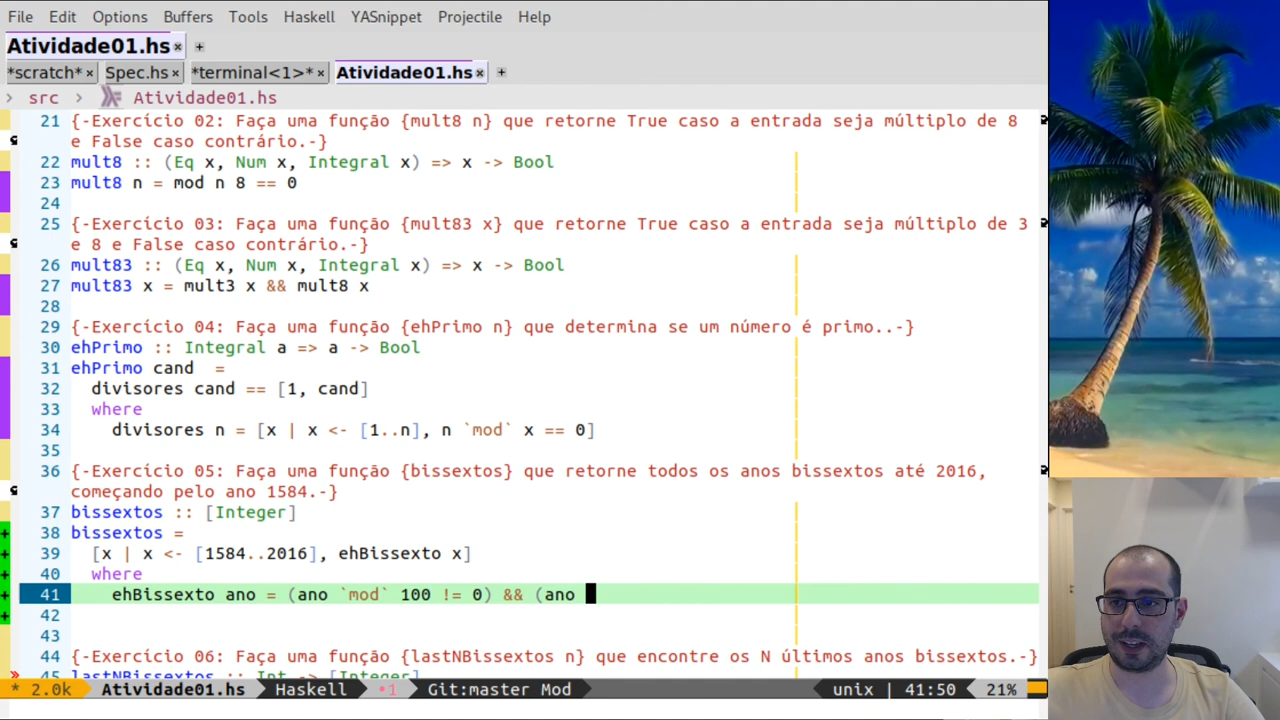 File Edit Options Buffers Tools Haskell YASnippet Projectile Help
Atividade01.hs × +
*scratch* × Spec.hs × *terminal<1>* × Atividade01.hs × +
> src > Atividade01.hs
21 {-Exercício 02: Faça uma função {mult8 n} que retorne True caso a entrada seja múltiplo de 8
e False caso contrário.-}
22 mult8 :: (Eq x, Num x, Integral x) => x -> Bool
23 mult8 n = mod n 8 == 0
24
25 {-Exercício 03: Faça uma função {mult83 x} que retorne True caso a entrada seja múltiplo de 3
e 8 e False caso contrário.-}
26 mult83 :: (Eq x, Num x, Integral x) => x -> Bool
27 mult83 x = mult3 x && mult8 x
28
29 {-Exercício 04: Faça uma função {ehPrimo n} que determina se um número é primo..-}
30 ehPrimo :: Integral a => a -> Bool
31 ehPrimo cand  =
32   divisores cand == [1, cand]
33   where
34     divisores n = [x | x <- [1..n], n `mod` x == 0]
35
36 {-Exercício 05: Faça uma função {bissextos} que retorne todos os anos bissextos até 2016,
começando pelo ano 1584.-}
37 bissextos :: [Integer]
38 bissextos =
39   [x | x <- [1584..2016], ehBissexto x]
40   where
41     ehBissexto ano = (ano `mod` 100 != 0) && (ano
42
43
44 {-Exercício 06: Faça uma função {lastNBissextos n} que encontre os N últimos anos bissextos.-}
45 lastNBissextos :: Int -> [Integer]
* 2.0k Atividade01.hs Haskell •1 Git:master Mod unix | 41:50 21%